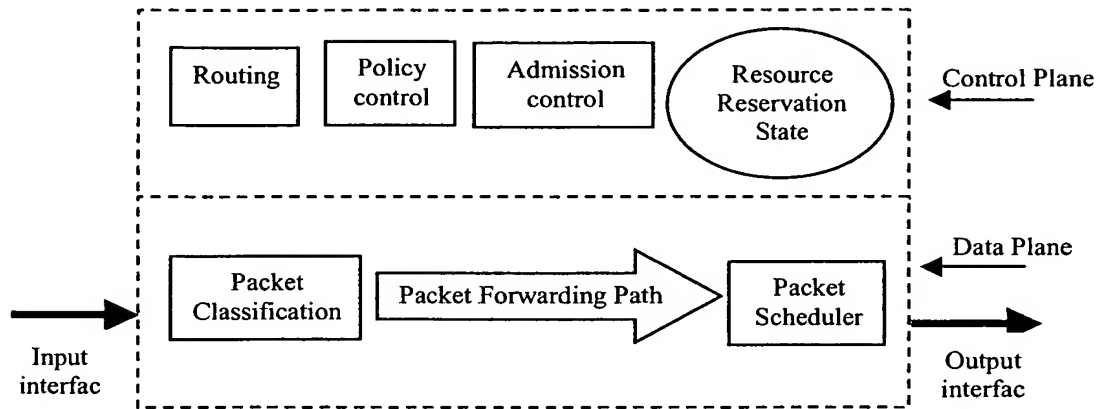 Routing
Policy
control
Admission
control
Resource
Reservation
State
Control Plane
Data Plane
Packet
Classification
Packet Forwarding Path
Packet
Scheduler
Input
interfac
Output
interfac